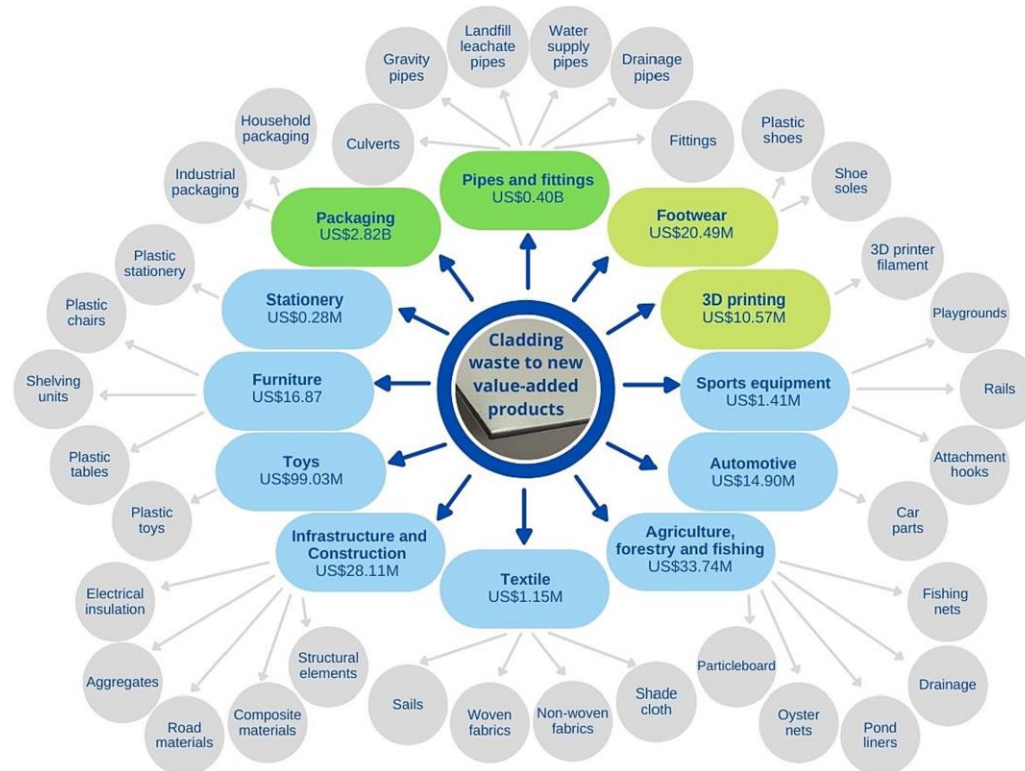 Landfill
leachate
pipes
Water
supply
pipes
Gravity
pipes
Drainage
pipes
Household
packaging
Culverts
Fittings
Plastic
shoes
Industrial
packaging
Pipes and fittings
US$0.40B
Shoe
soles
Packaging
US$2.82B
Footwear
US$20.49M
Plastic
stationery
3D printer
filament
Stationery
US$0.28M
3D printing
US$10.57M
Plastic
chairs
Playgrounds
Cladding
waste to new
value-added
products
Shelving
units
Furniture
US$16.87
Sports equipment
US$1.41M
Rails
Plastic
tables
Toys
US$99.03M
Automotive
US$14.90M
Attachment
hooks
Plastic
toys
Car
parts
Infrastructure and
Construction
US$28.11M
Textile
US$1.15M
Agriculture,
forestry and fishing
US$33.74M
Electrical
insulation
Fishing
nets
Aggregates
Structural
elements
Particleboard
Drainage
Road
materials
Composite
materials
Sails
Woven
fabrics
Non-woven
fabrics
Shade
cloth
Oyster
nets
Pond
liners